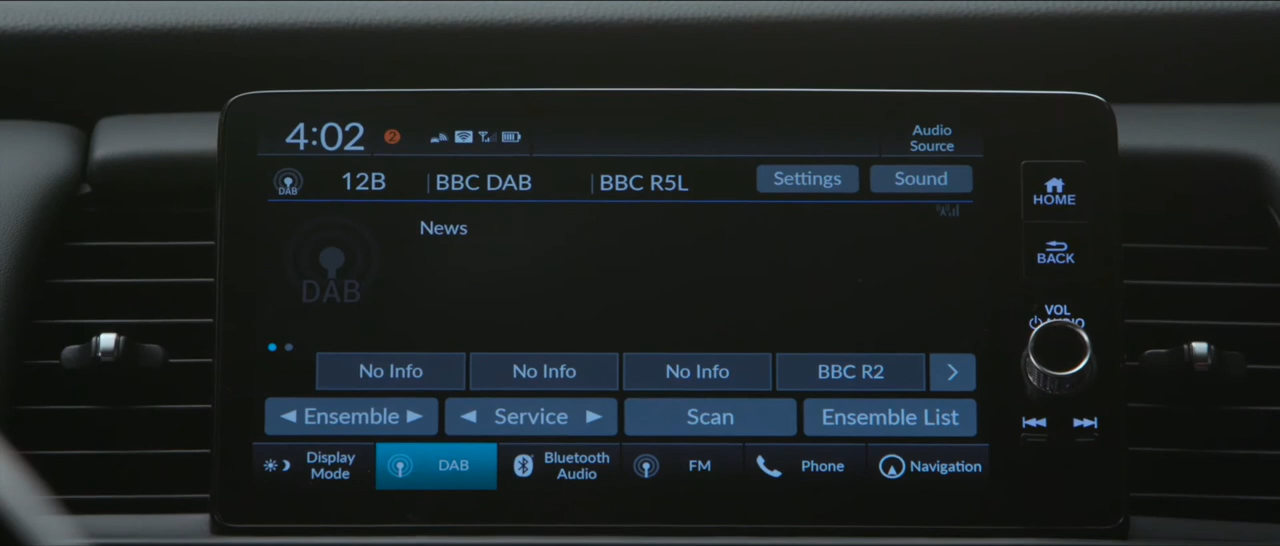 4:02
2
Audio
Source
DAB
12B
BBC DAB
BBC R5L
Settings
Sound
HOME
News
DAB
BACK
VOL
AUDIO
No Info
No Info
No Info
BBC R2
Ensemble
Service
Scan
Ensemble List
Display
Mode
DAB
Bluetooth
Audio
FM
Phone
Navigation